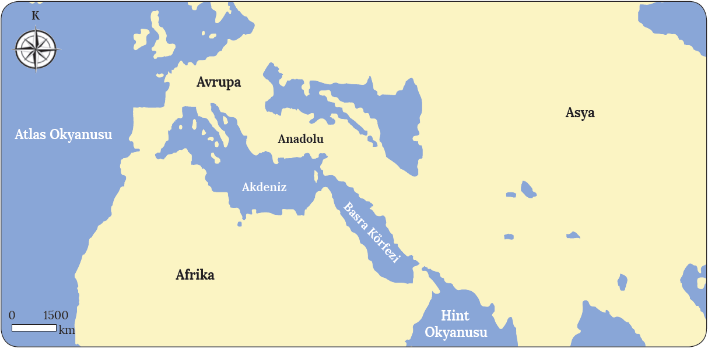 K
Avrupa
Asya
Atlas Okyanusu
Anadolu
Akdeniz
Basra Körfezi
Afrika
0 1500
km
Hint
Okyanusu